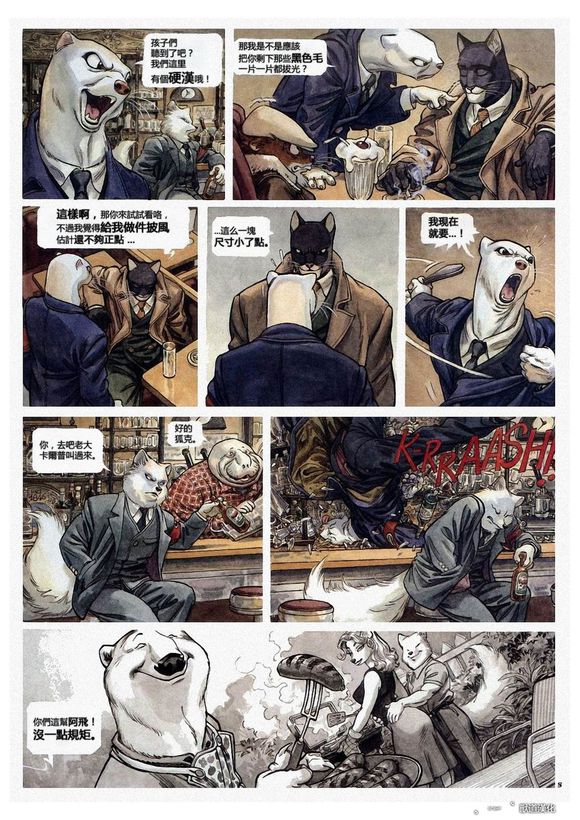 孩子們
聽到了吧？
我們這里
有個硬漢哦！
那我是不是應該
把你剩下那些黑色毛
一片一片都拔光？
這樣啊，那你來試試看咯，
不過我覺得給我做件披風
估計還不夠正點 ...
...這么一塊
尺寸小了點。
我現在
就要...！
你，去吧老大
卡爾普叫過來。
好的
狐克。
K-RRRAASH!!
你們這幫阿飛！
沒一點規矩。